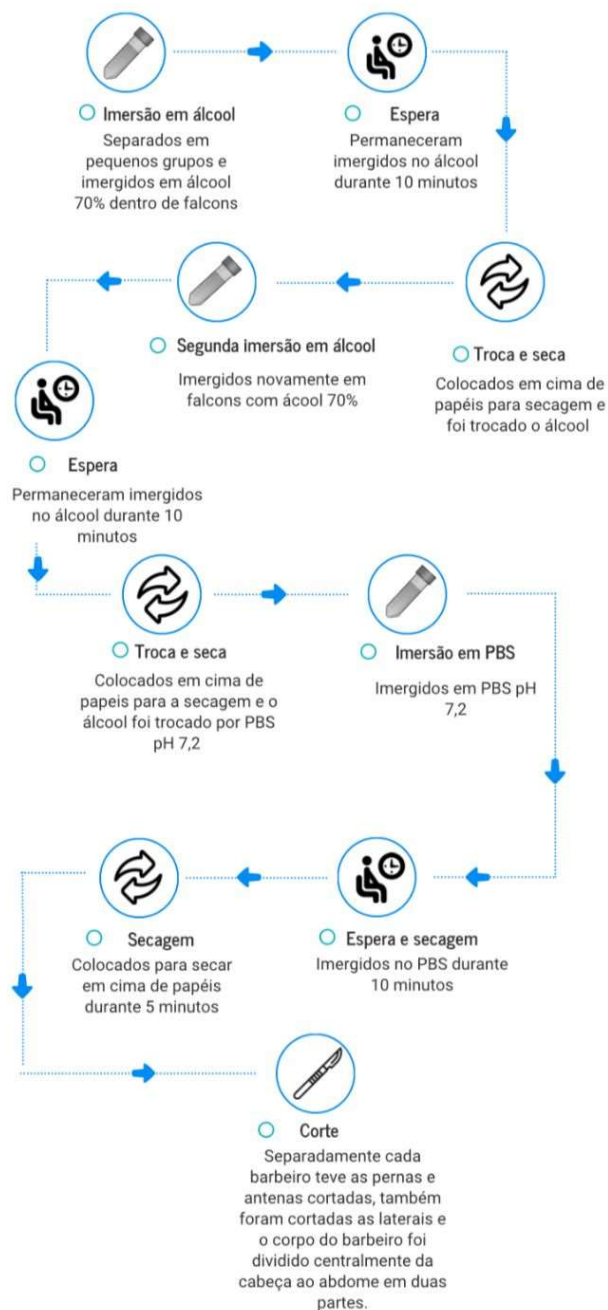 Imersão em álcool
Separados em
pequenos grupos e
imergidos em álcool
70% dentro de falcons
Espera
Permaneceram
imergidos no álcool
durante 10 minutos
Troca e seca
Colocados em cima de
papéis para secagem e
foi trocado o álcool
Segunda imersão em álcool
Imergidos novamente em
falcons com ácool 70%
Espera
Permaneceram imergidos
no álcool durante 10
minutos
Troca e seca
Colocados em cima de
papeis para a secagem e o
álcool foi trocado por PBS
pH 7,2
Imersão em PBS
Imergidos em PBS pH
7,2
Espera e secagem
Imergidos no PBS durante
10 minutos
Secagem
Colocados para secar
em cima de papéis
durante 5 minutos
Corte
Separadamente cada
barbeiro teve as pernas e
antenas cortadas, também
foram cortadas as laterais e
o corpo do barbeiro foi
dividido centralmente da
cabeça ao abdome em duas
partes.